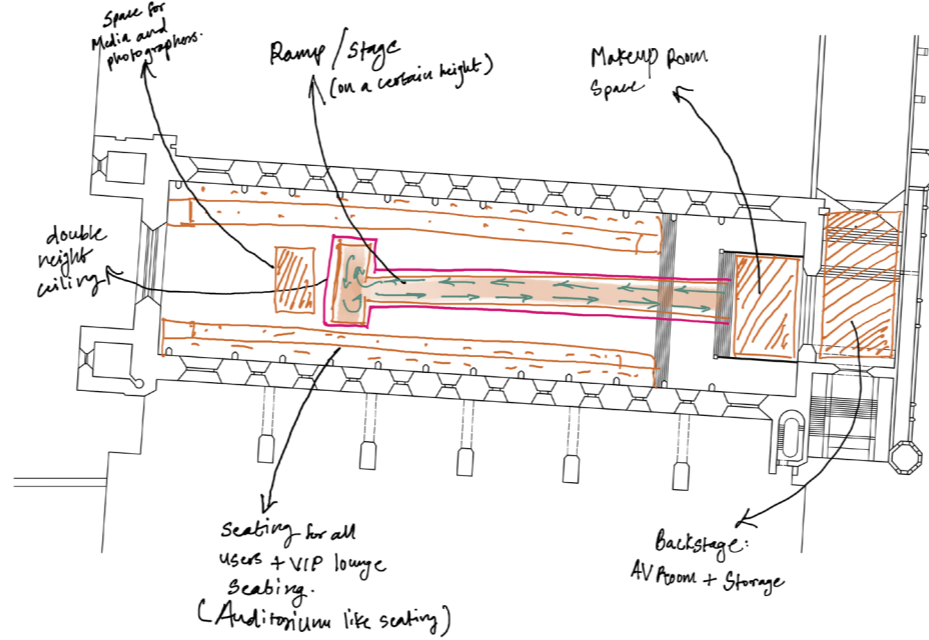 Space for
Media and
photographers.
Ramp / Stage
(on a certain height)
Makeup Room
Space
double
height
ceiling
Seating for all
users + VIP lounge
Seating.
(Auditorium like seating)
Backstage:
AV Room + Storage